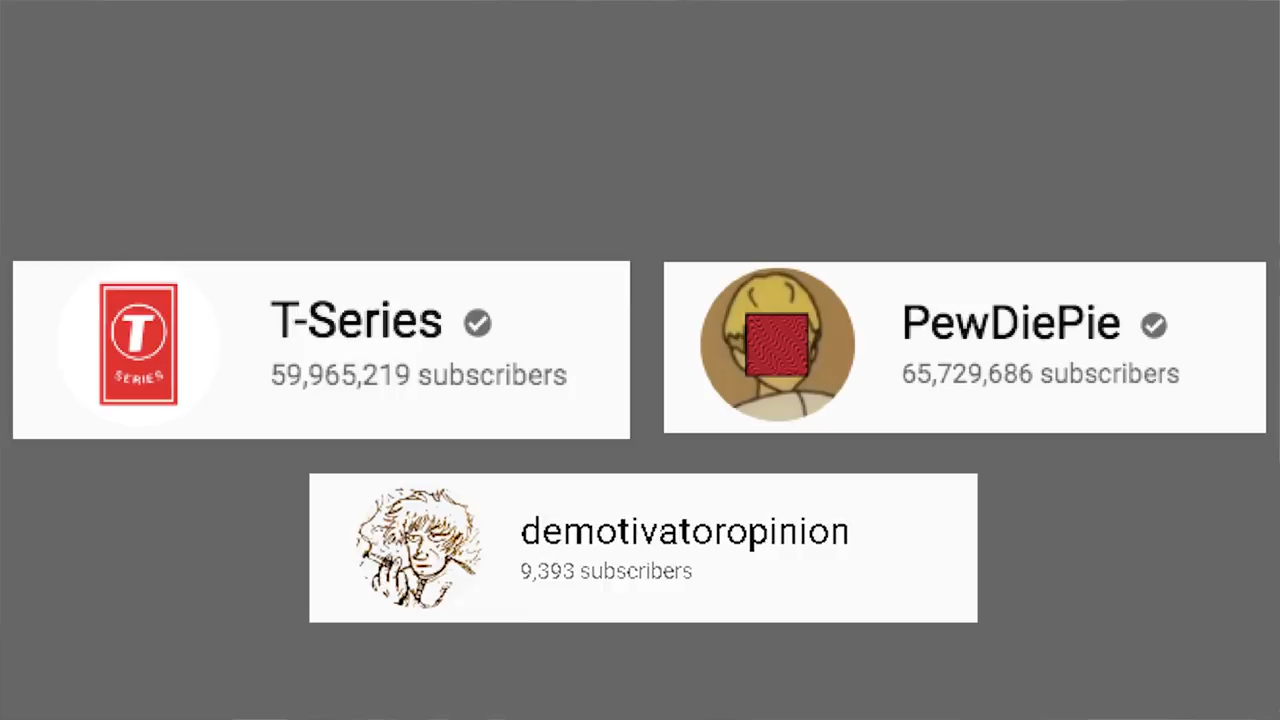 T
SERIES
T-Series
59,965,219 subscribers
PewDiePie
65,729,686 subscribers
demotivatoropinion
9,393 subscribers